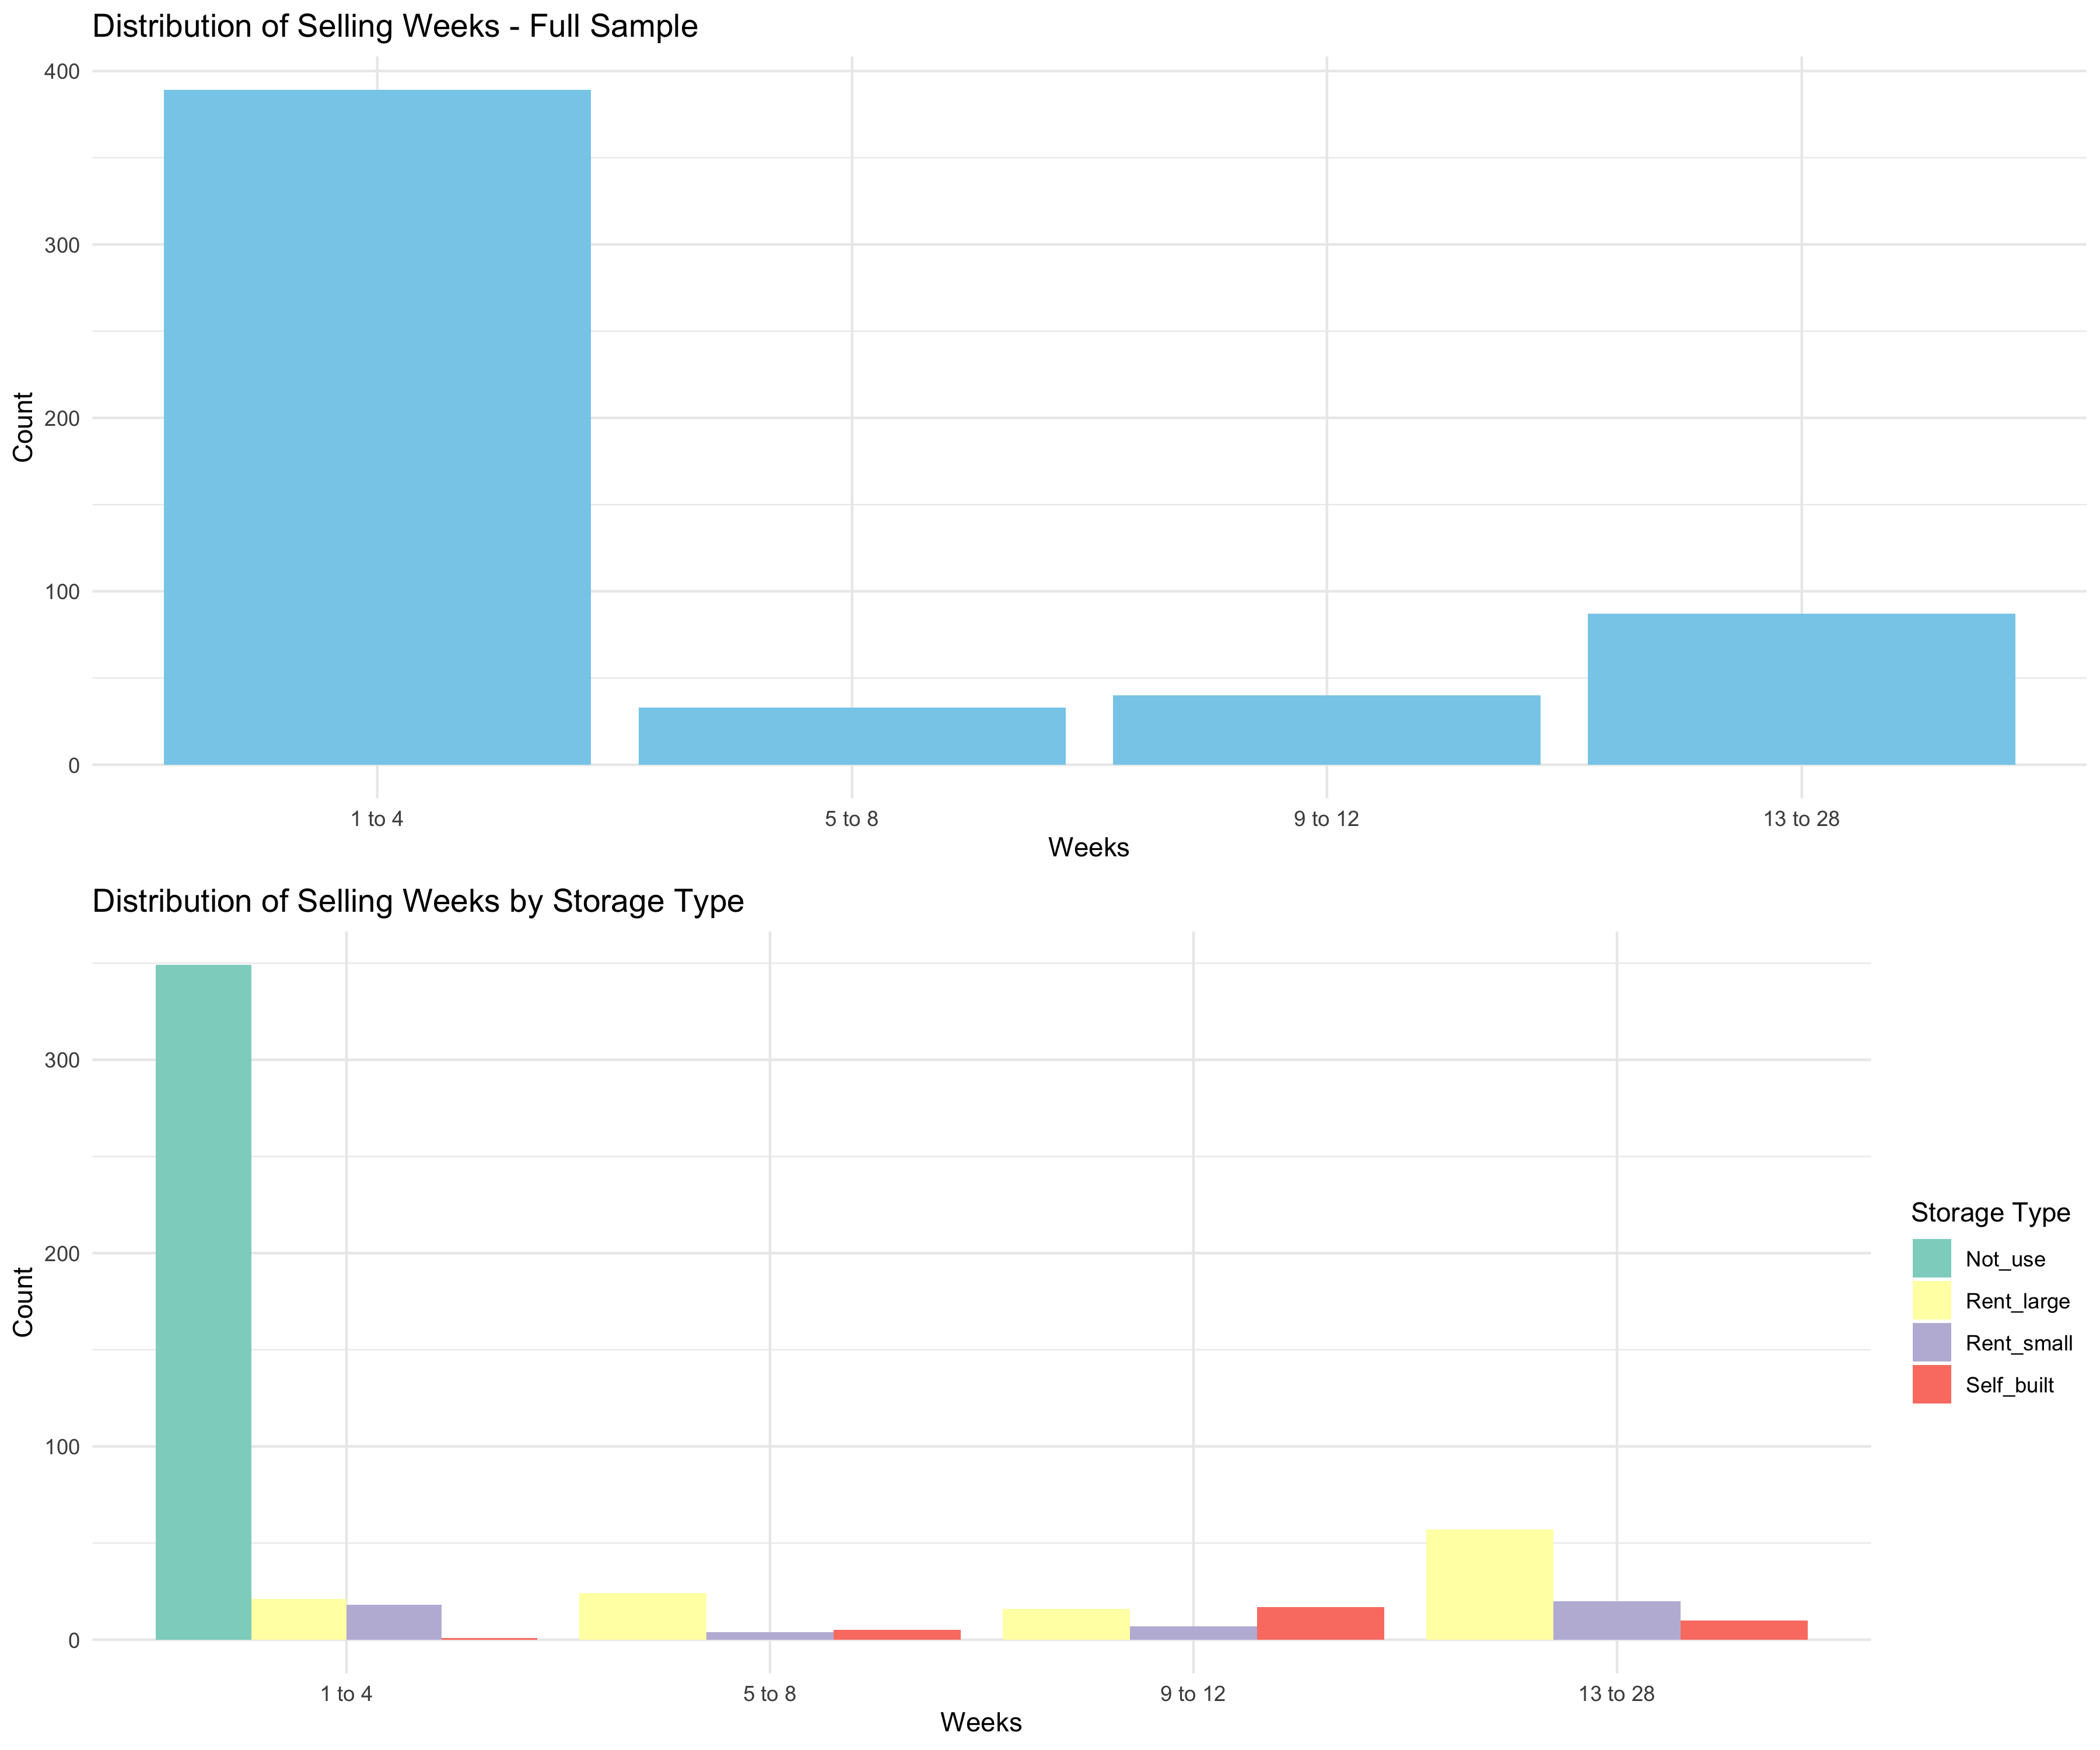 Distribution of Selling Weeks - Full Sample
400
300
200
100
0
Count
1 to 4 5 to 8 9 to 12 13 to 28
Weeks
Distribution of Selling Weeks by Storage Type
300
200
100
0
Count
1 to 4 5 to 8 9 to 12 13 to 28
Weeks
Storage Type
Not_use
Rent_large
Rent_small
Self_built